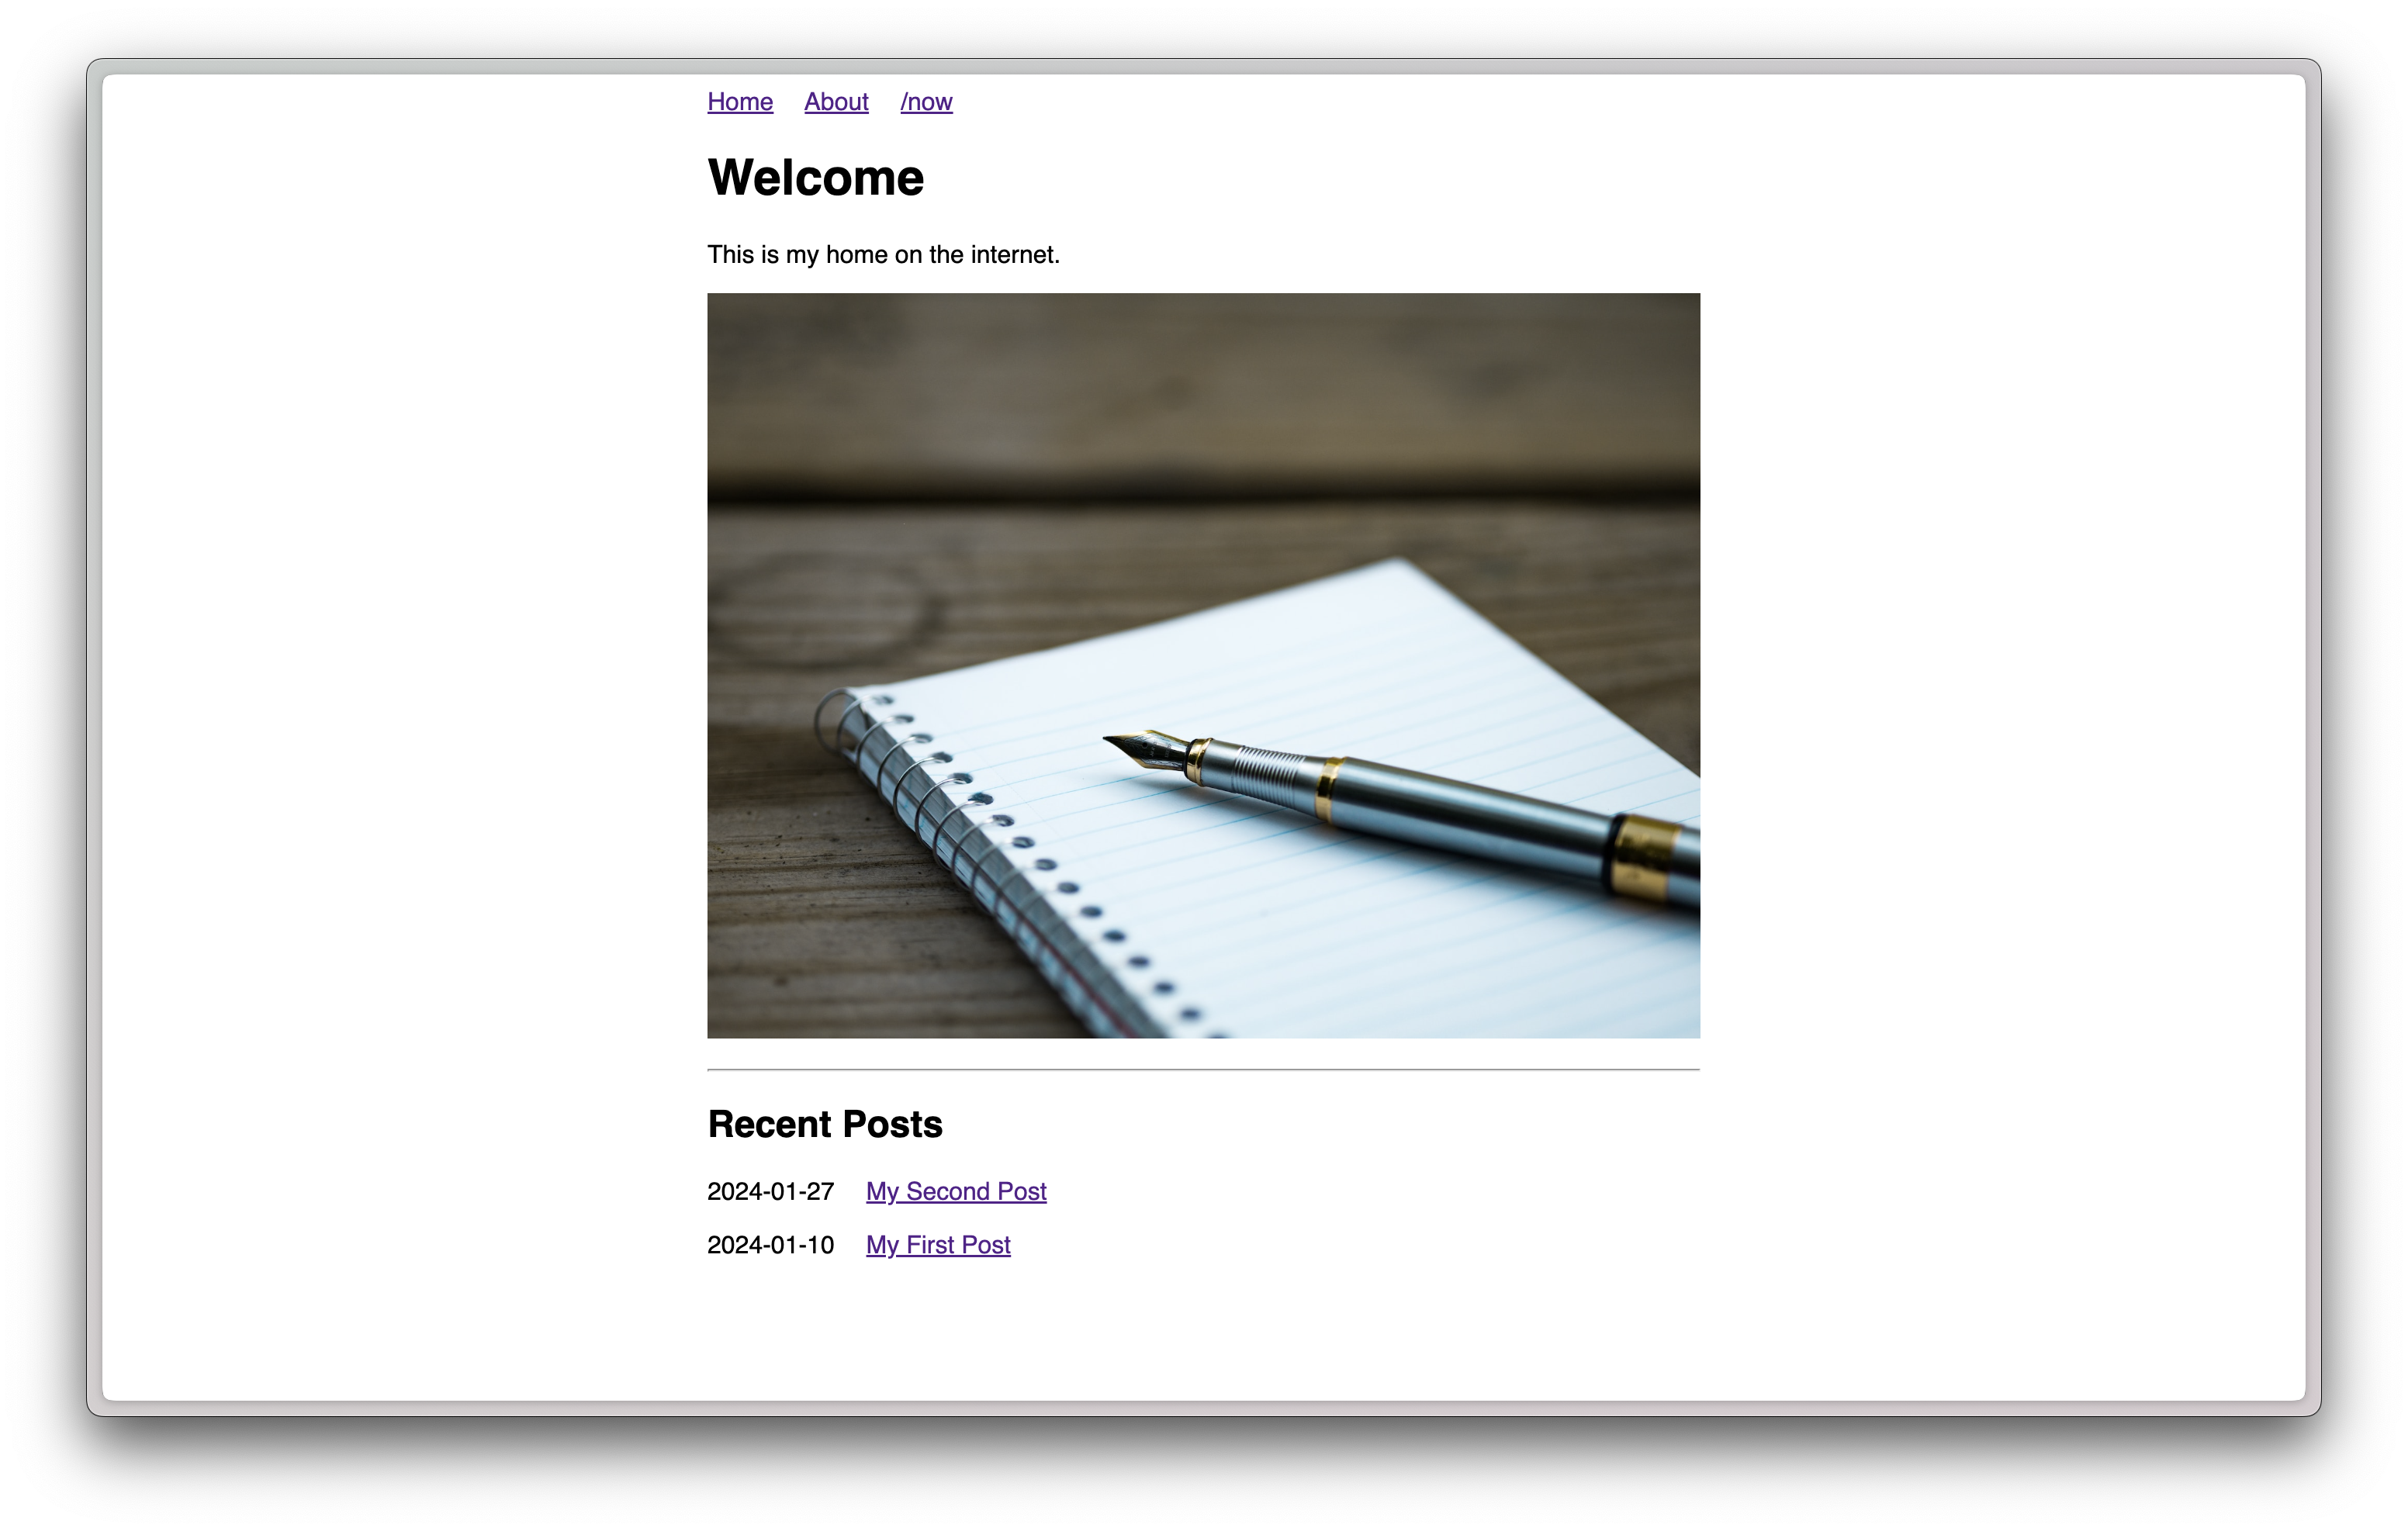 Home About /now
Welcome
This is my home on the internet.
Recent Posts
2024-01-27 My Second Post
2024-01-10 My First Post